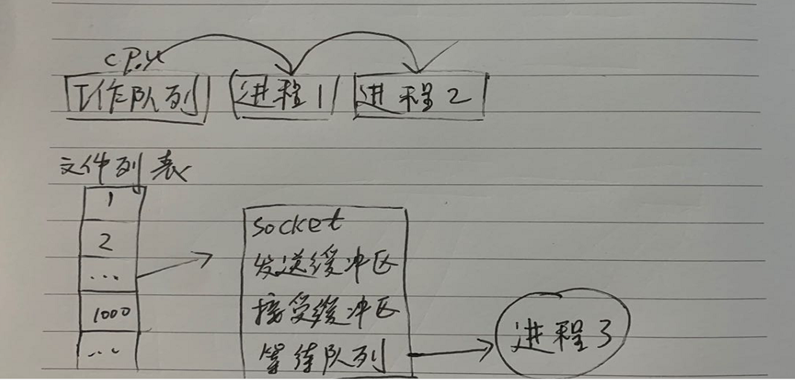 CPU
工作队列 进程1 进程2
文件列表
1
2
...
1000
...
socket
发送缓冲区
接受缓冲区
等待队列
进程3